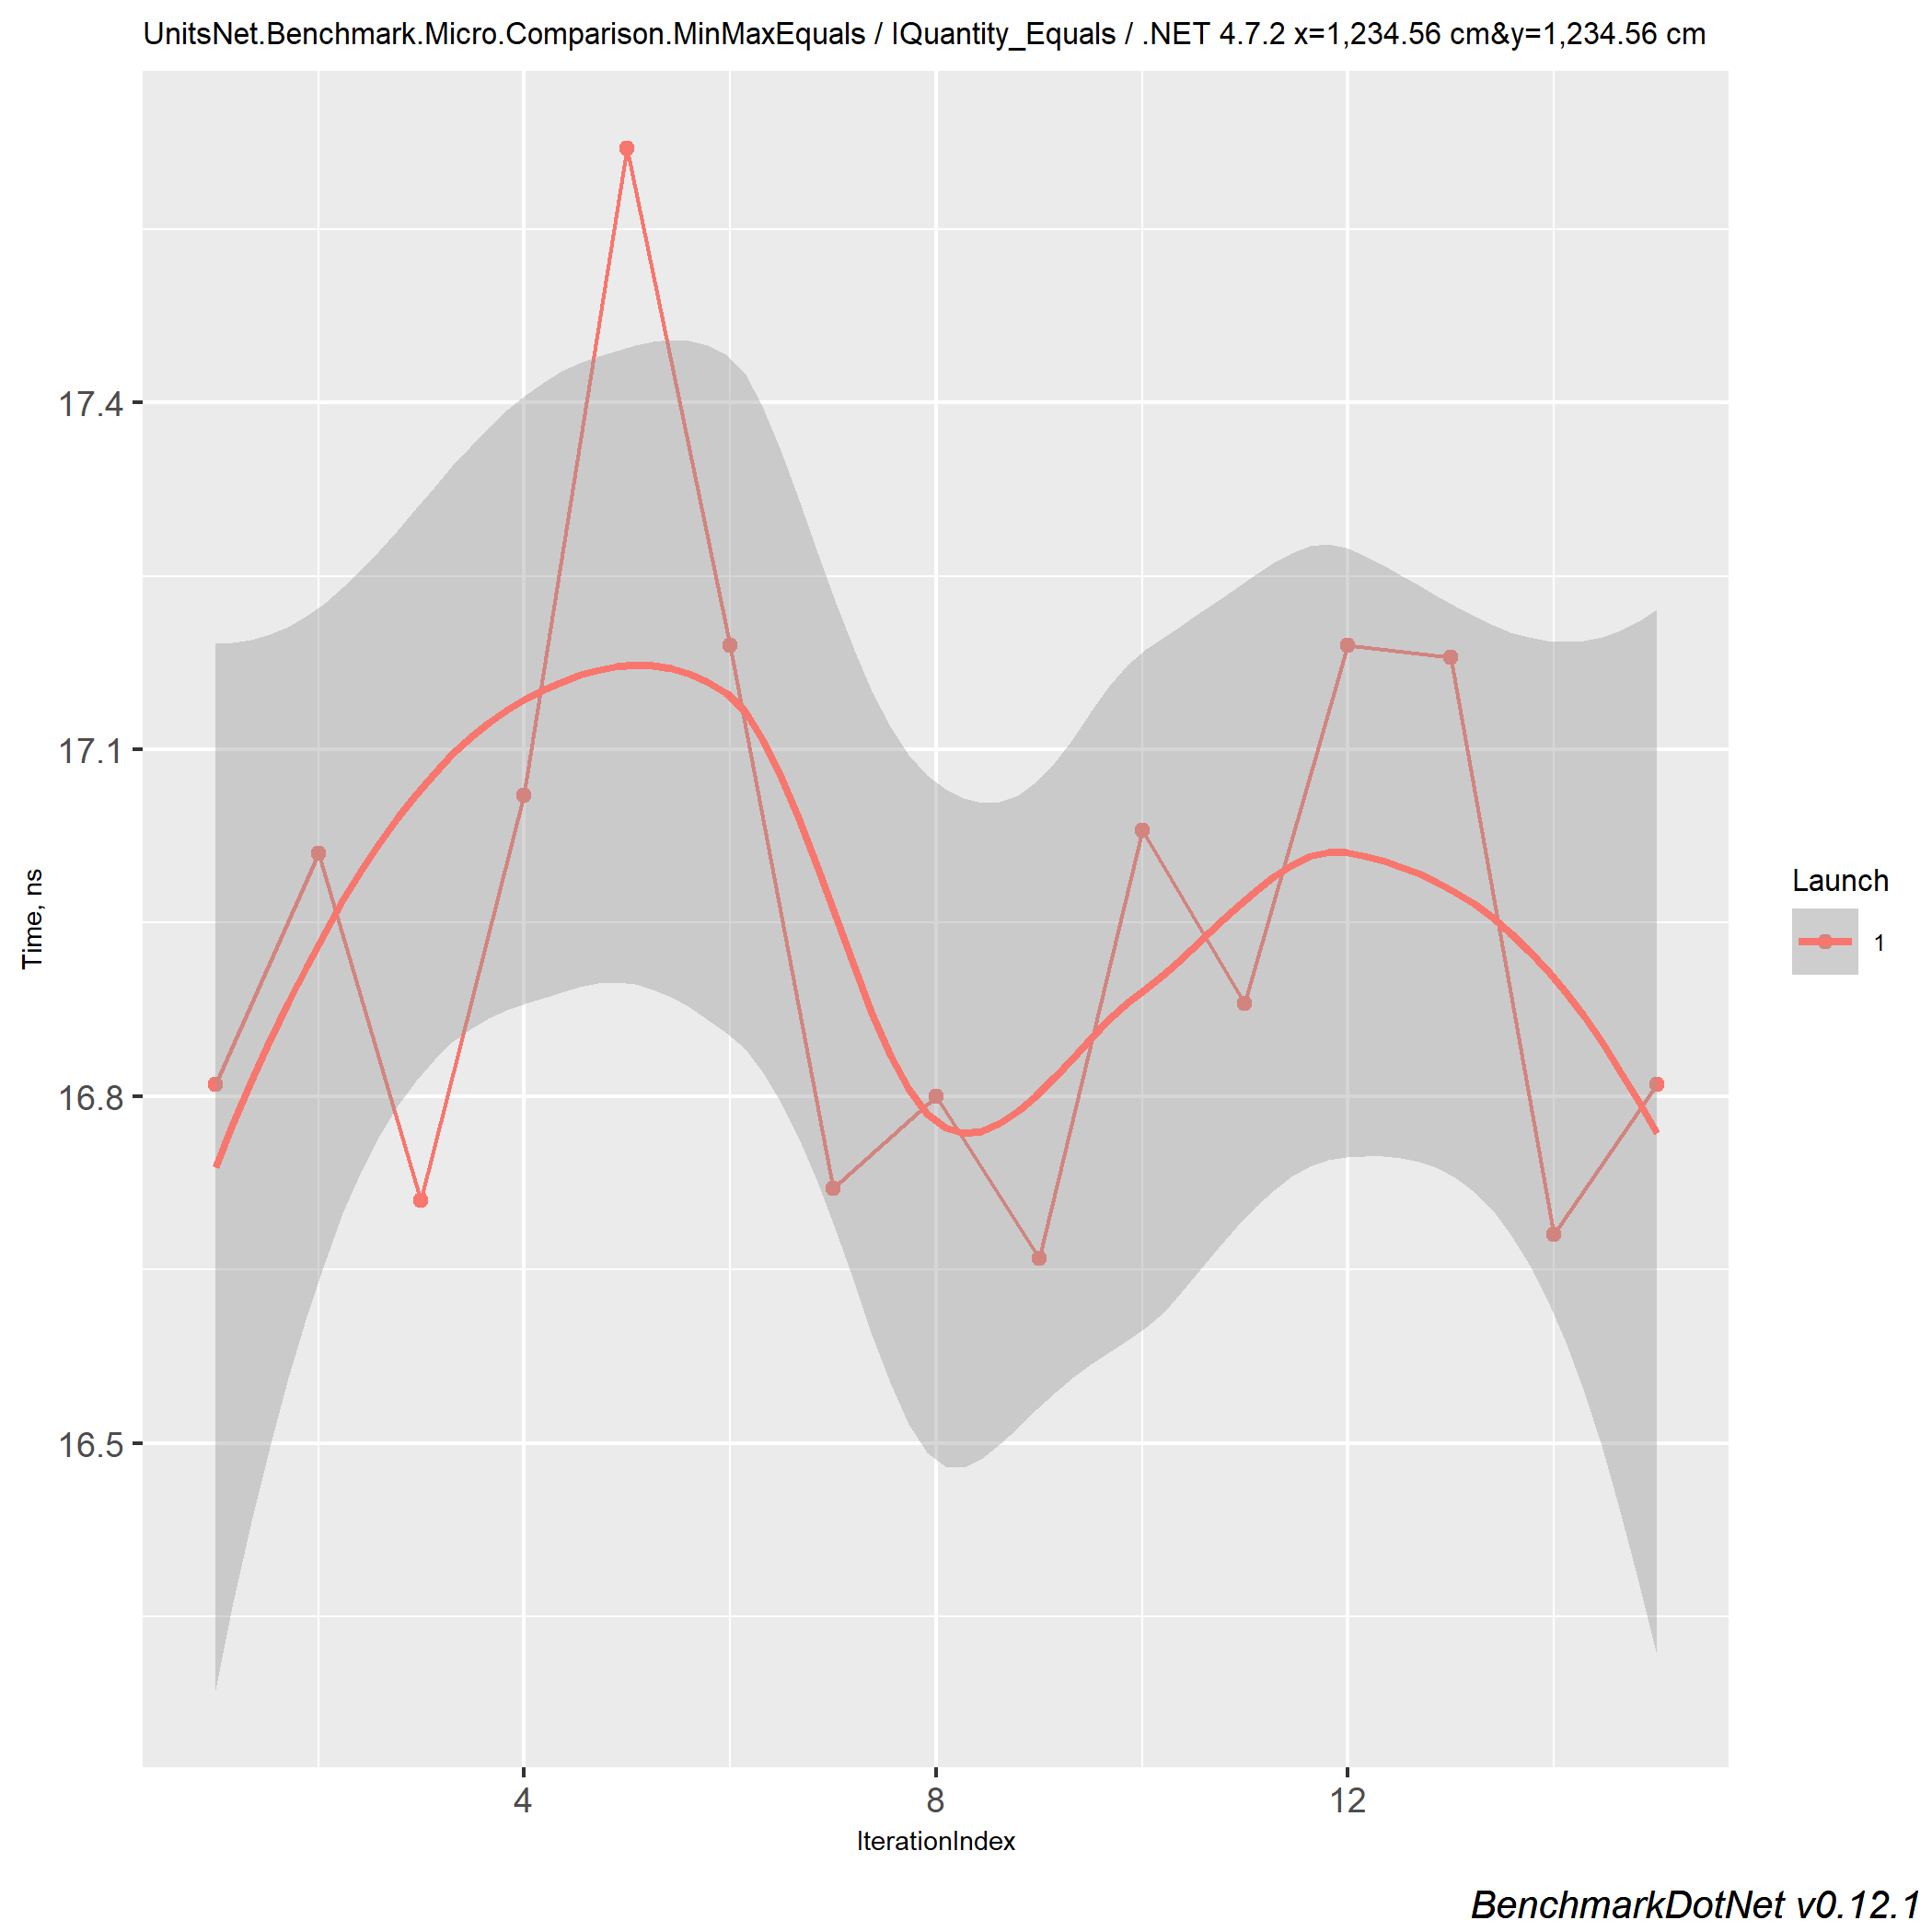 UnitsNet.Benchmark.Micro.Comparison.MinMaxEquals / IQuantity_Equals / .NET 4.7.2 x=1,234.56 cm&y=1,234.56 cm
17.4
17.1
16.8
16.5
Time, ns
4
8
12
IterationIndex
Launch
1
BenchmarkDotNet v0.12.1